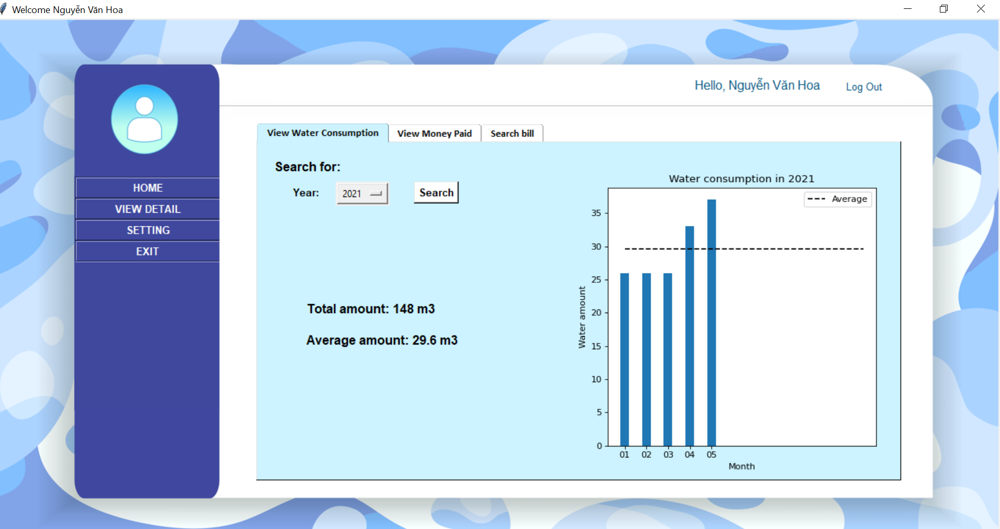 Welcome Nguyễn Văn Hoa
Hello, Nguyễn Văn Hoa
Log Out
HOME
VIEW DETAIL
SETTING
EXIT
View Water Consumption
View Money Paid
Search bill
Search for:
Year:
2021
Search
Total amount: 148 m3
Average amount: 29.6 m3
Water consumption in 2021
Average
Water amount
35
30
25
20
15
10
5
0
01 02 03 04 05
Month